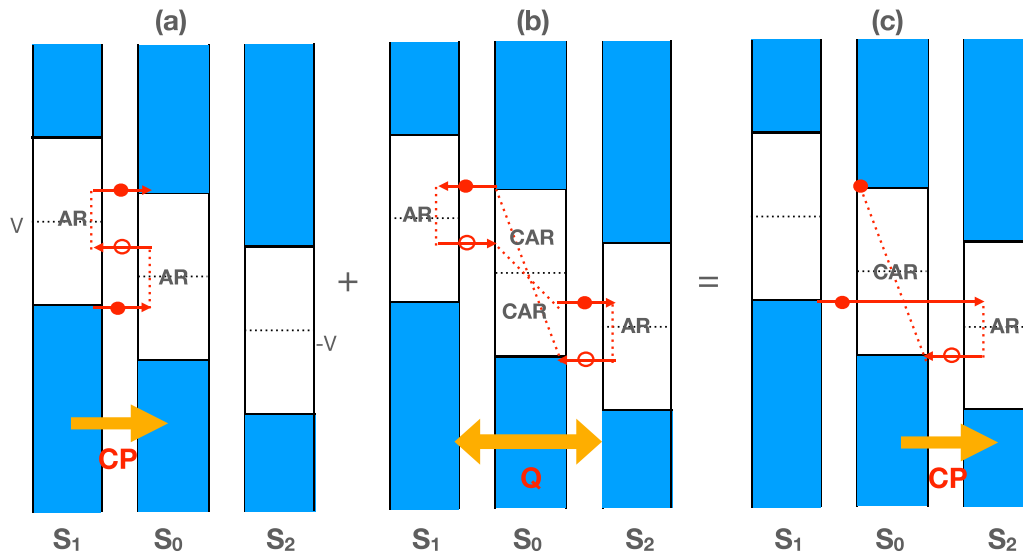 (a) (b) (c)
AR
V
AR
-V
CP
S₁ S₀ S₂
+
AR
CAR
CAR
AR
Q
S₁ S₀ S₂
=
CAR
AR
CP
S₁ S₀ S₂